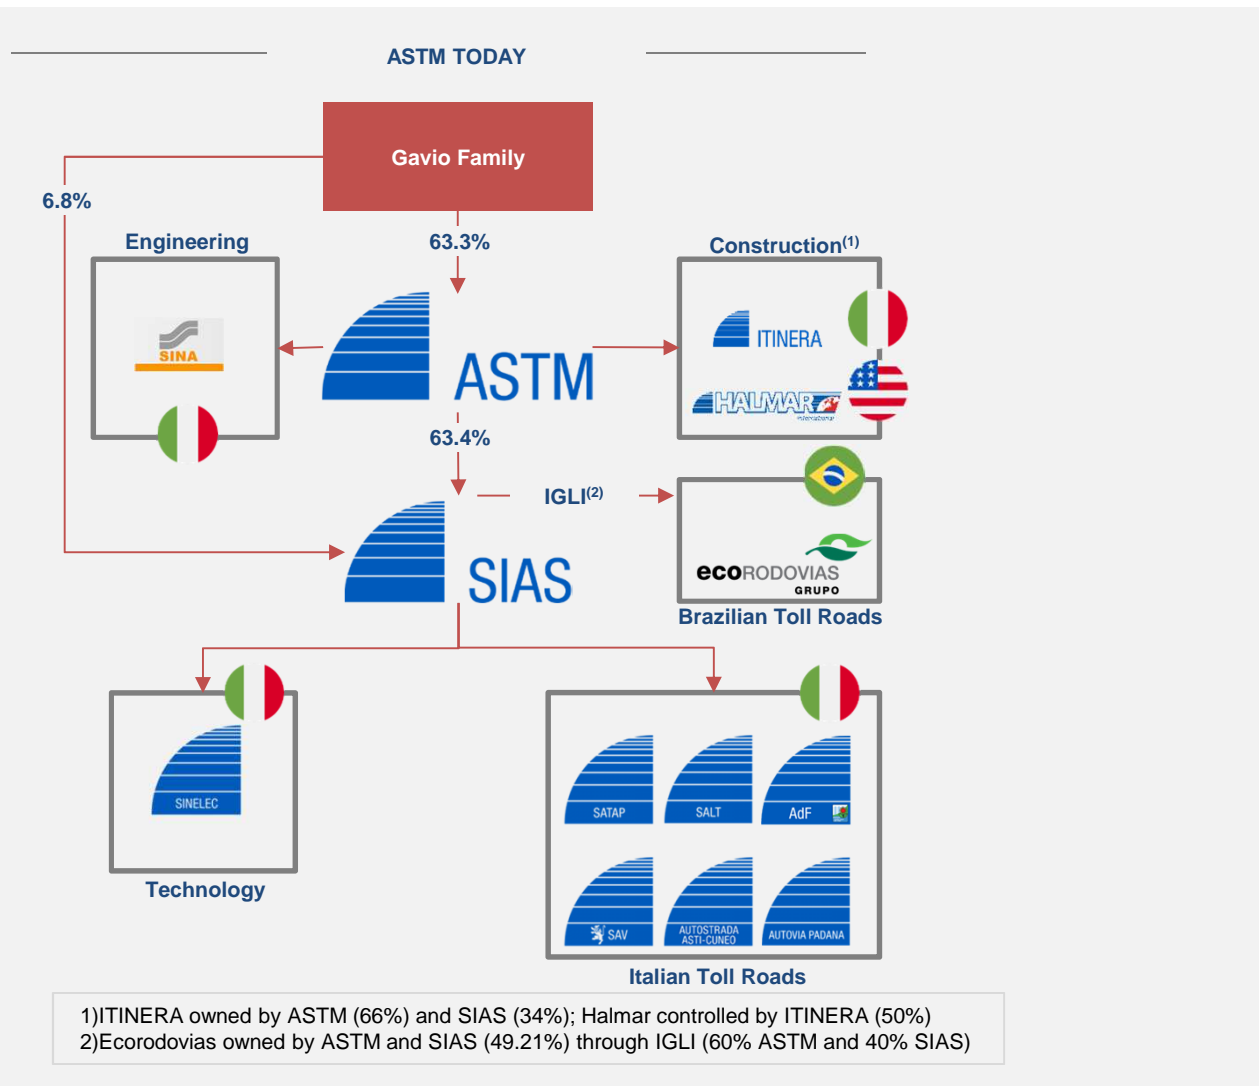 ASTM TODAY
Gavio Family
6.8%
63.3%
Engineering
Construction(1)
SINA
ITINERA
HALMAR
International
ASTM
63.4%
IGLI(2)
SIAS
ecoRODOVIAS
GRUPO
Brazilian Toll Roads
SINELEC
Technology
SATAP
SALT
AdF
SAV
AUTOSTRADA
ASTI-CUNEO
AUTOVIA PADANA
Italian Toll Roads
1)ITINERA owned by ASTM (66%) and SIAS (34%); Halmar controlled by ITINERA (50%)
2)Ecorodovias owned by ASTM and SIAS (49.21%) through IGLI (60% ASTM and 40% SIAS)